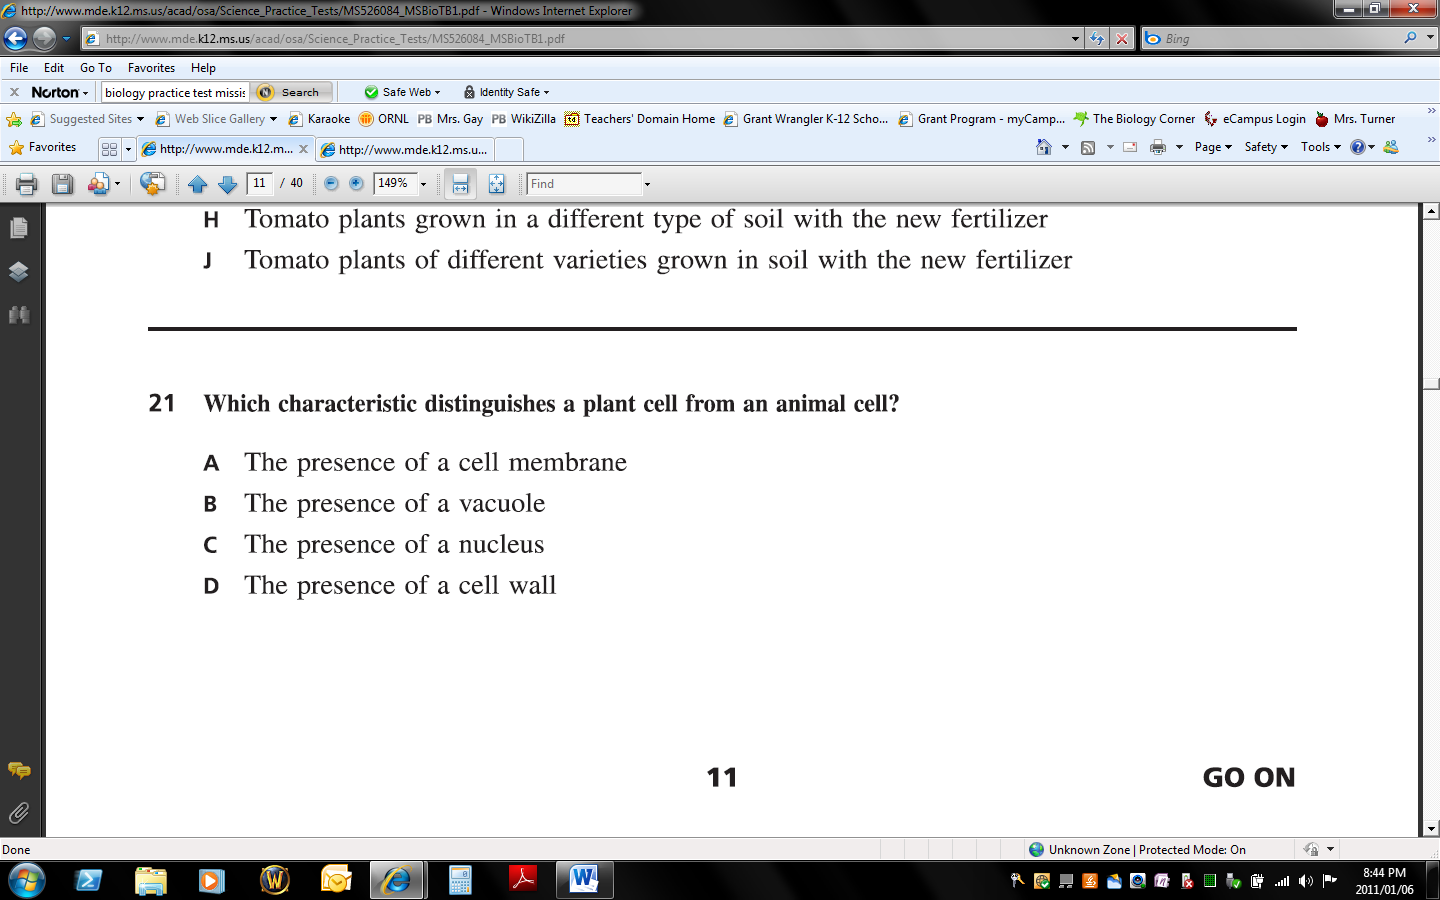 http://www.mde.k12.ms.us/acad/osa/Science_Practice_Tests/MS526084_MSBioTB1.pdf - Windows Internet Explorer
http://www.mde.k12.ms.us/acad/osa/Science_Practice_Tests/MS526084_MSBioTB1.pdf
Bing
File Edit Go To Favorites Help
x Norton biology practice test missis Search Safe Web Identity Safe
Suggested Sites Web Slice Gallery Karaoke ORNL PB Mrs. Gay PB WikiZilla td Teachers' Domain Home Grant Wrangler K-12 Scho... Grant Program - myCamp... The Biology Corner eCampus Login Mrs. Turner
Favorites http://www.mde.k12.m... http://www.mde.k12.ms.u... Page Safety Tools
11 / 40 149% Find
H Tomato plants grown in a different type of soil with the new fertilizer
J Tomato plants of different varieties grown in soil with the new fertilizer
21 Which characteristic distinguishes a plant cell from an animal cell?
A The presence of a cell membrane
B The presence of a vacuole
C The presence of a nucleus
D The presence of a cell wall
11 GO ON
Done Unknown Zone | Protected Mode: On
8:44 PM
2011/01/06